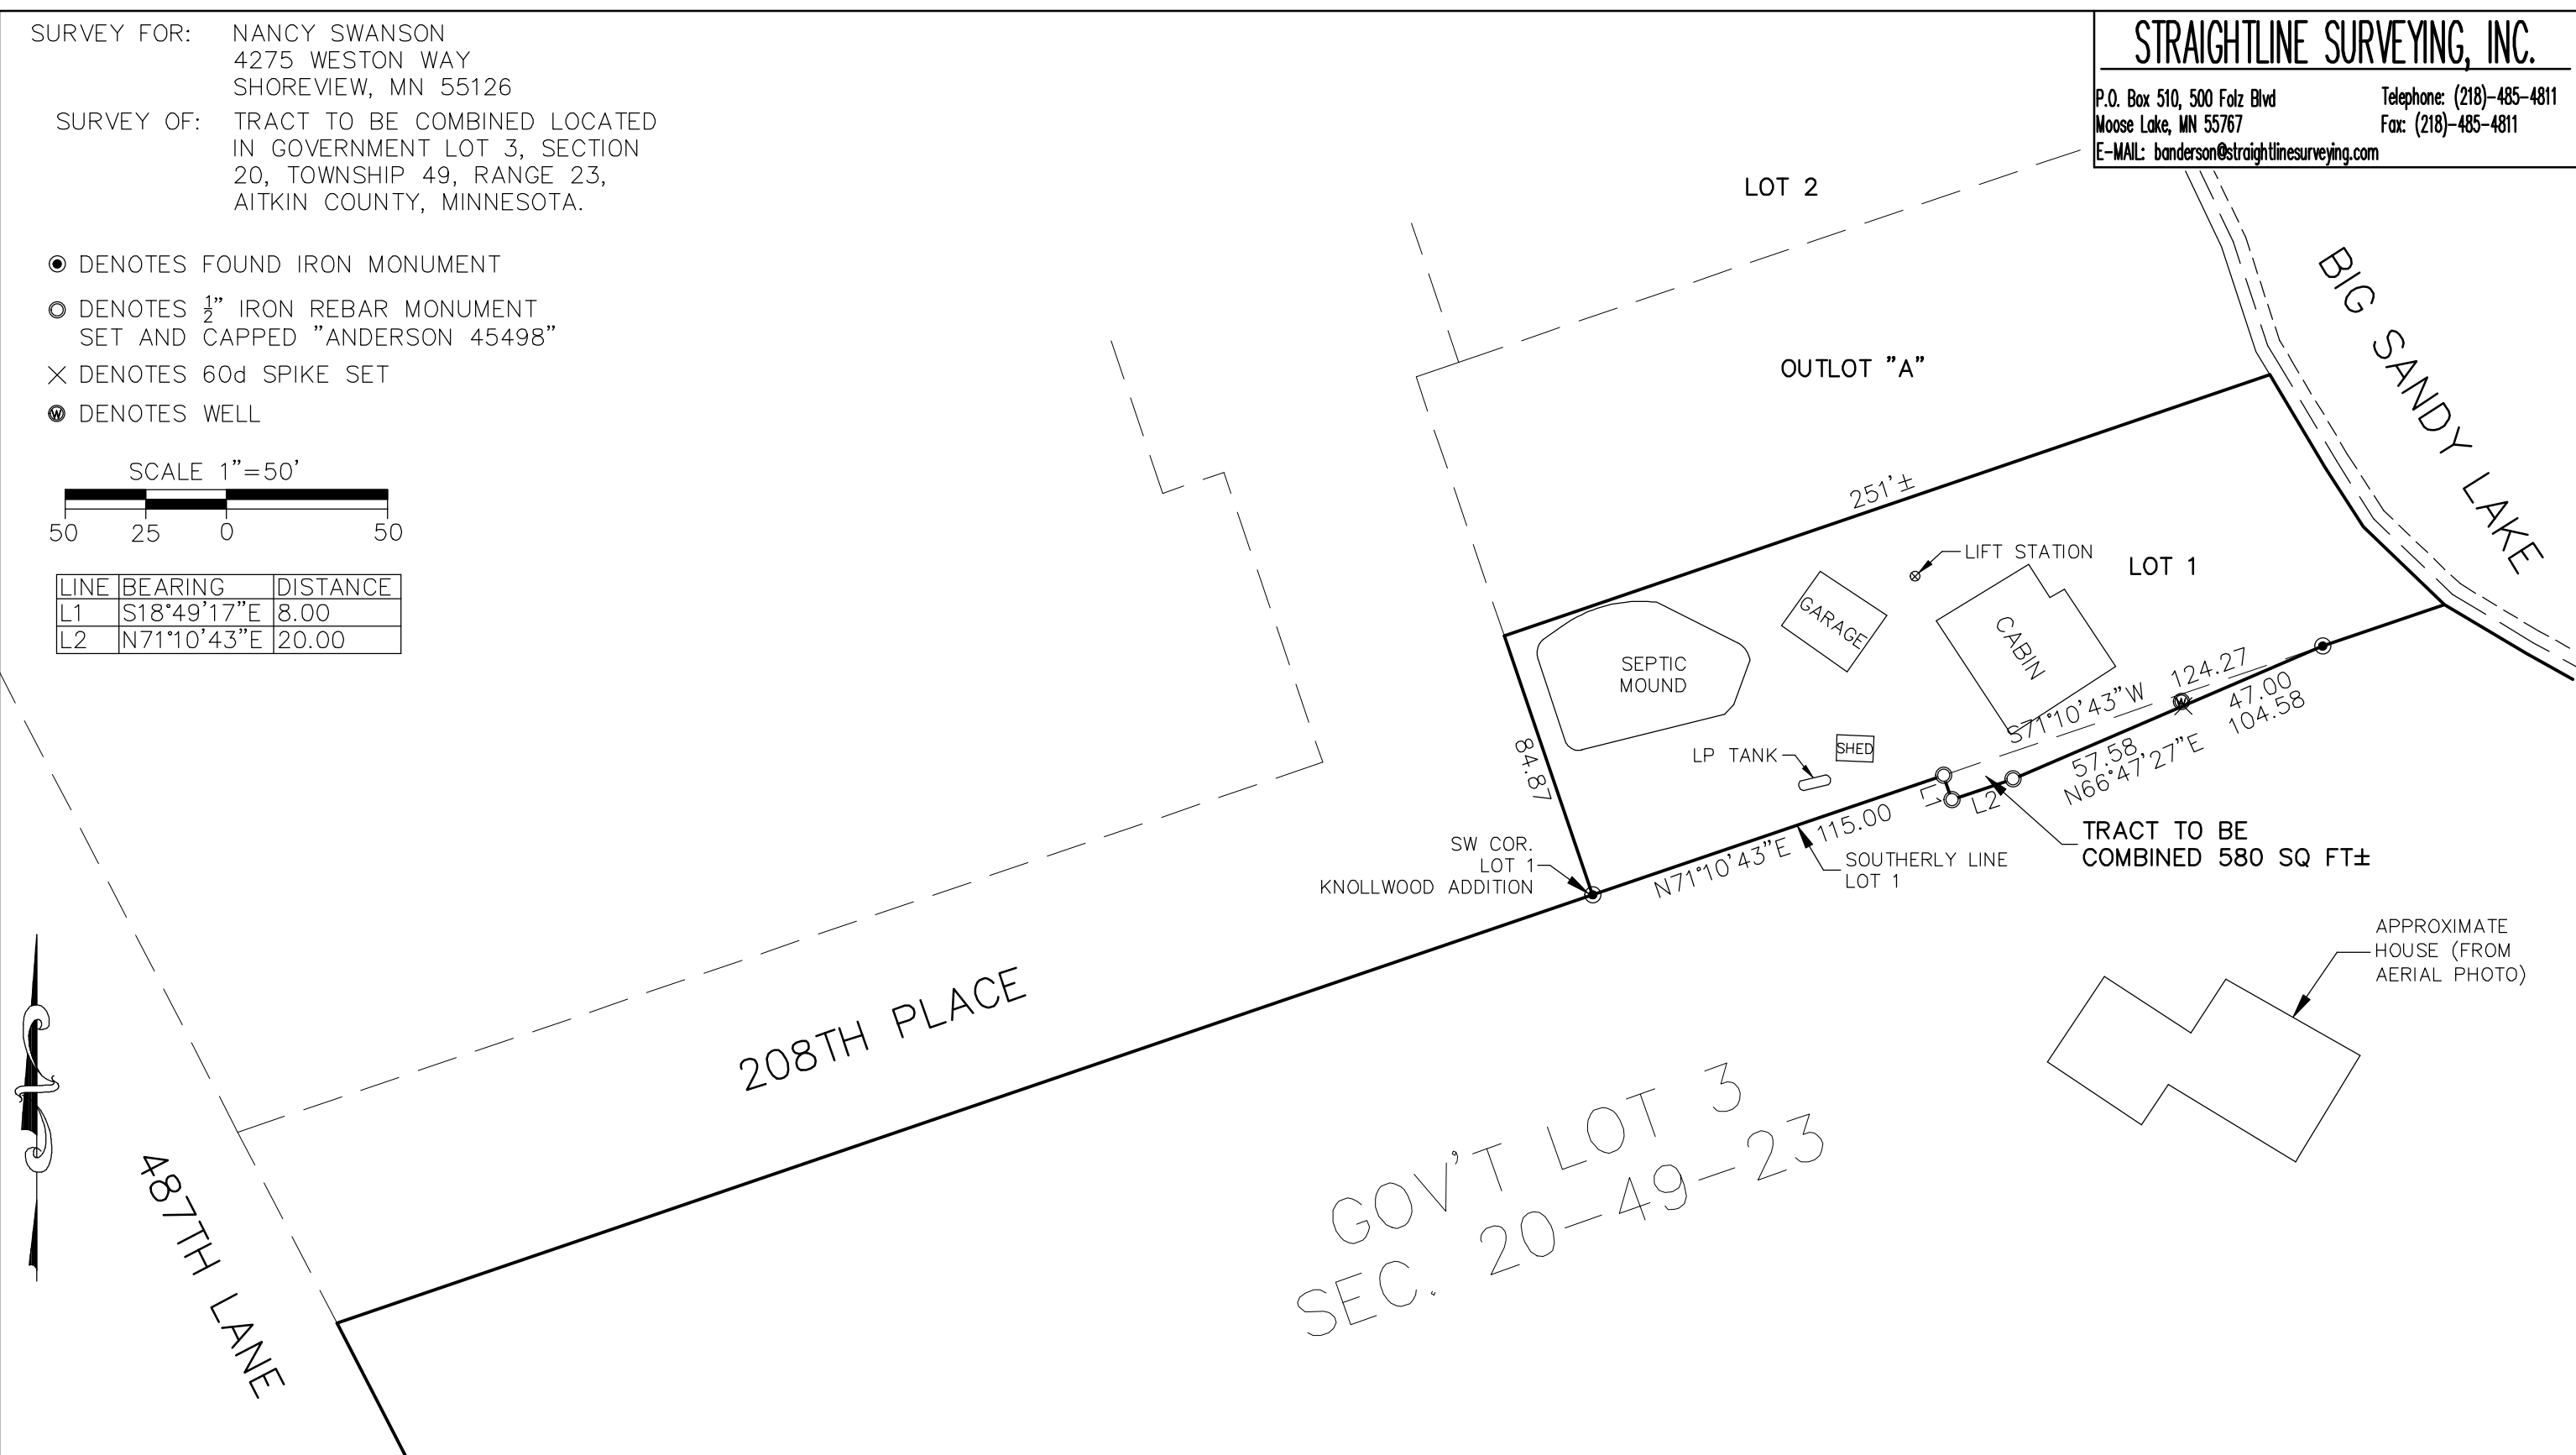 SURVEY FOR: NANCY SWANSON
4275 WESTON WAY
SHOREVIEW, MN 55126
SURVEY OF: TRACT TO BE COMBINED LOCATED
IN GOVERNMENT LOT 3, SECTION
20, TOWNSHIP 49, RANGE 23,
AITKIN COUNTY, MINNESOTA.
DENOTES FOUND IRON MONUMENT
DENOTES ½" IRON REBAR MONUMENT
SET AND CAPPED "ANDERSON 45498"
DENOTES 60d SPIKE SET
W DENOTES WELL
SCALE 1"=50'
50 25 0 50
LINE BEARING DISTANCE
L1 S18°49'17"E 8.00
L2 N71°10'43"E 20.00
STRAIGHTLINE SURVEYING, INC.
P.O. Box 510, 500 Folz Blvd
Moose Lake, MN 55767
E-MAIL: banderson@straightlinesurveying.com
Telephone: (218)-485-4811
Fax: (218)-485-4811
LOT 2
OUTLOT "A"
BIG SANDY LAKE
251'±
LIFT STATION
LOT 1
GARAGE
CABIN
SEPTIC
MOUND
LP TANK
SHED
84.87
S71°10'43"W
124.27
W
47.00
104.58
57.58
N66°47'27"E
L1
L2
N71°10'43"E
115.00
SW COR.
LOT 1
KNOLLWOOD ADDITION
SOUTHERLY LINE
LOT 1
TRACT TO BE
COMBINED 580 SQ FT±
APPROXIMATE
HOUSE (FROM
AERIAL PHOTO)
208TH PLACE
487TH LANE
GOV'T LOT 3
SEC. 20-49-23